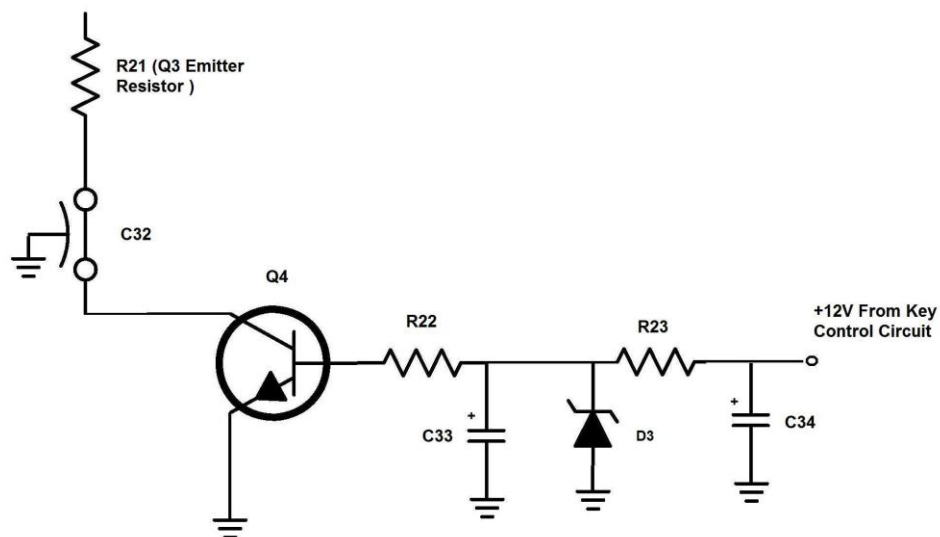 R21 (Q3 Emitter
Resistor )
C32
Q4
R22
R23
+12V From Key
Control Circuit
+
C33
D3
+
C34